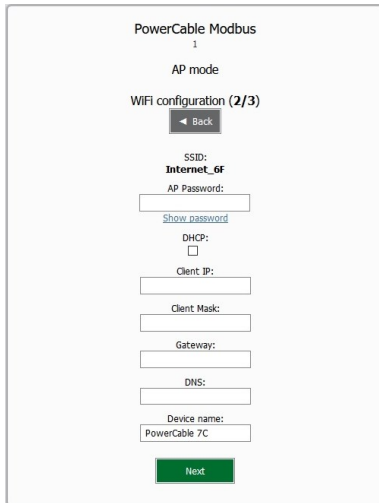 PowerCable Modbus
1
AP mode
WiFi configuration (2/3)
◄ Back
SSID:
Internet_6F
AP Password:
Show password
DHCP:
Client IP:
Client Mask:
Gateway:
DNS:
Device name:
PowerCable 7C
Next